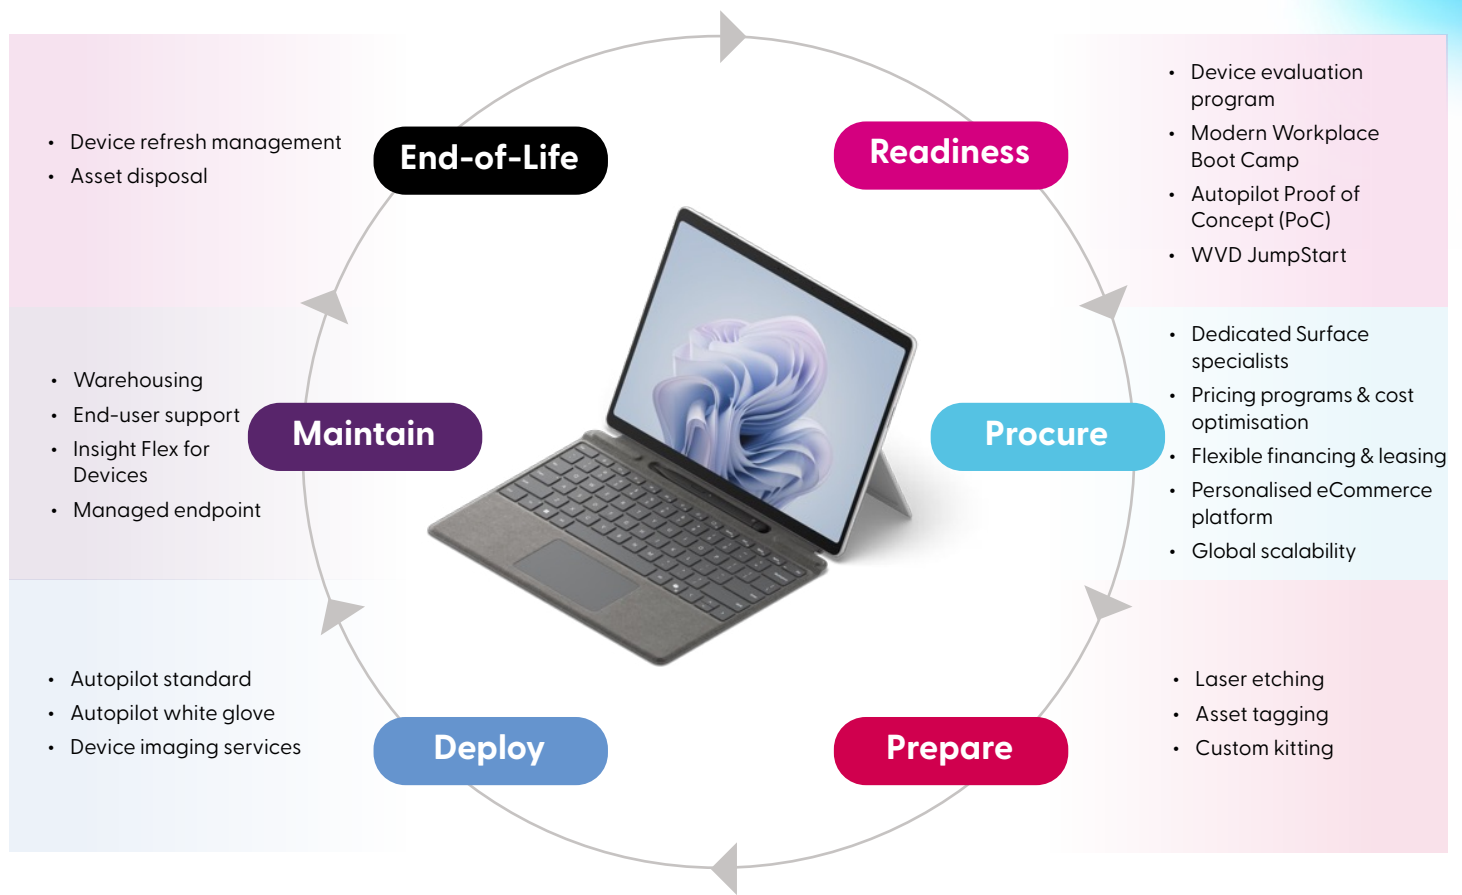 End-of-Life
• Device refresh management
• Asset disposal
Readiness
• Device evaluation
program
• Modern Workplace
Boot Camp
• Autopilot Proof of
Concept (PoC)
• WVD JumpStart
Maintain
• Warehousing
• End-user support
• Insight Flex for
Devices
• Managed endpoint
Procure
• Dedicated Surface
specialists
• Pricing programs & cost
optimisation
• Flexible financing & leasing
• Personalised eCommerce
platform
• Global scalability
Deploy
• Autopilot standard
• Autopilot white glove
• Device imaging services
Prepare
• Laser etching
• Asset tagging
• Custom kitting